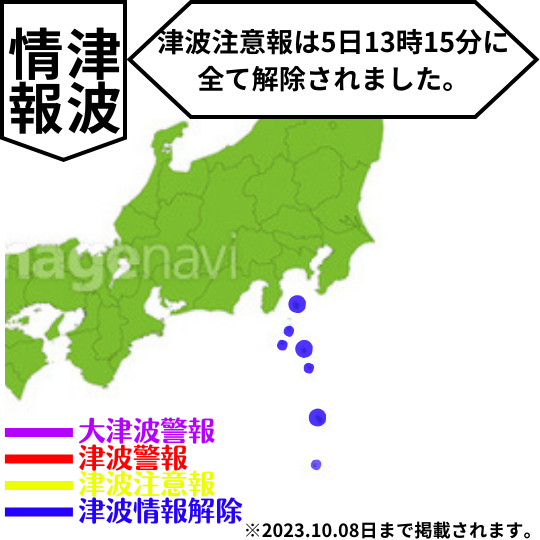 津波
情報
津波注意報は5日13時15分に
全て解除されました。
magenavi
大津波警報
津波警報
津波注意報
津波情報解除
※2023.10.08日まで掲載されます。